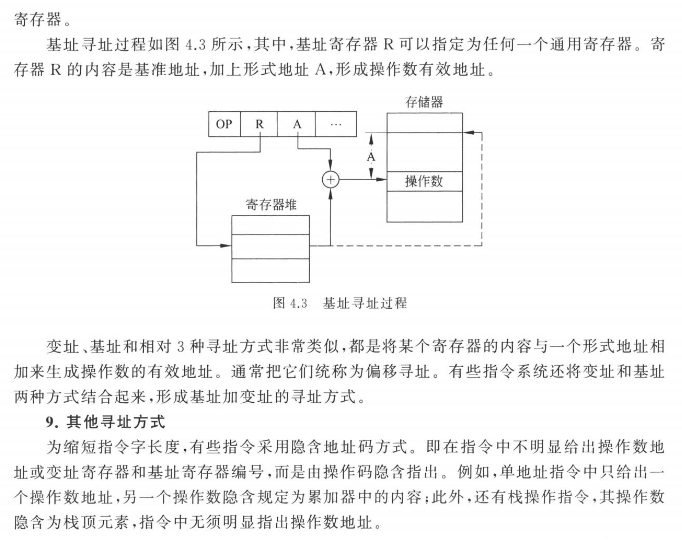 寄存器。
基址寻址过程如图 4.3 所示,其中,基址寄存器 R 可以指定为任何一个通用寄存器。寄
存器 R 的内容是基准地址,加上形式地址 A,形成操作数有效地址。
存储器
OP R A …
A
操作数
寄存器堆
图 4.3 基址寻址过程
变址、基址和相对 3 种寻址方式非常类似,都是将某个寄存器的内容与一个形式地址相
加来生成操作数的有效地址。通常把它们统称为偏移寻址。有些指令系统还将变址和基址
两种方式结合起来,形成基址加变址的寻址方式。
9. 其他寻址方式
为缩短指令字长度,有些指令采用隐含地址码方式。即在指令中不明显给出操作数地
址或变址寄存器和基址寄存器编号,而是由操作码隐含指出。例如,单地址指令中只给出一
个操作数地址,另一个操作数隐含规定为累加器中的内容;此外,还有栈操作指令,其操作数
隐含为栈顶元素,指令中无须明显指出操作数地址。